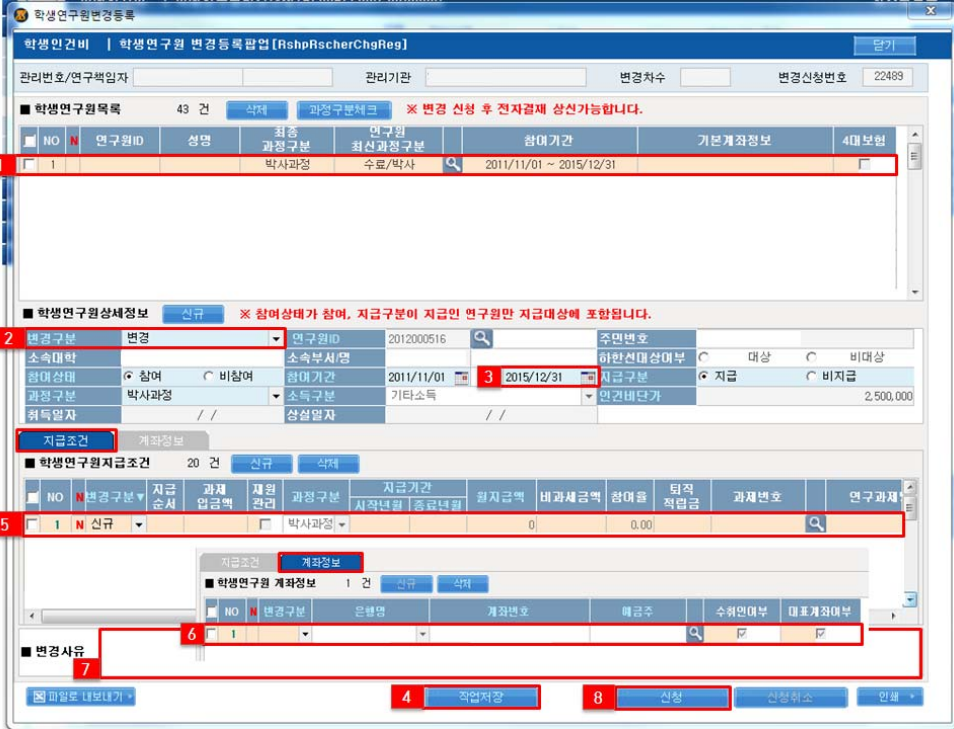 학생연구원변경등록
학생인건비 | 학생연구원 변경등록팝업[RshpRscherChgReg] 닫기
관리번호/연구책임자 관리기관 변경차수 변경신청번호 22489
■ 학생연구원목록 43 건 삭제 과정구분체크 ※ 변경 신청 후 전자결재 상신가능합니다.
NO N 연구원ID 성명 최종 과정구분 연구원 최신과정구분 참여기간 기본계좌정보 4대보험
1 1 박사과정 수료/박사 2011/11/01 ~ 2015/12/31
■ 학생연구원상세정보 신규 ※ 참여상태가 참여, 지급구분이 지급인 연구원만 지급대상에 포함됩니다.
2 변경구분 변경 연구원ID 2012000516 주민번호
소속대학 소속부서/명 하한선대상여부 대상 비대상
참여상태 참여 비참여 참여기간 2011/11/01 3 2015/12/31 지급구분 지급 비지급
과정구분 박사과정 소득구분 기타소득 인건비단가 2,500,000
취득일자 / / 상실일자 / /
지급조건 계좌정보
■ 학생연구원지급조건 20 건 신규 삭제
NO N 변경구분▼ 지급 순서 과제 입금액 재원 관리 과정구분 지급기간 시작년월 종료년월 월지급액 비과세금액 참여율 퇴직 적립금 과제번호 연구과제
5 1 N 신규 박사과정 0 0.00
지급조건 계좌정보
■ 학생연구원 계좌정보 1 건 신규 삭제
NO N 변경구분 은행명 계좌번호 예금주 수취인여부 대표계좌여부
6 1
■ 변경사유
7
파일로 내보내기 4 작업저장 8 신청 신청취소 인쇄